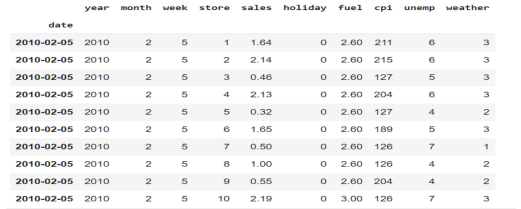 year month week store sales holiday fuel cpi unemp weather
date
2010-02-05 2010 2 5 1 1.64 0 2.60 211 6 3
2010-02-05 2010 2 5 2 2.14 0 2.60 215 6 3
2010-02-05 2010 2 5 3 0.46 0 2.60 127 5 3
2010-02-05 2010 2 5 4 2.13 0 2.60 204 6 3
2010-02-05 2010 2 5 5 0.32 0 2.60 127 4 2
2010-02-05 2010 2 5 6 1.65 0 2.60 189 5 3
2010-02-05 2010 2 5 7 0.50 0 2.60 126 7 1
2010-02-05 2010 2 5 8 1.00 0 2.60 126 4 2
2010-02-05 2010 2 5 9 0.55 0 2.60 204 4 2
2010-02-05 2010 2 5 10 2.19 0 3.00 126 7 3